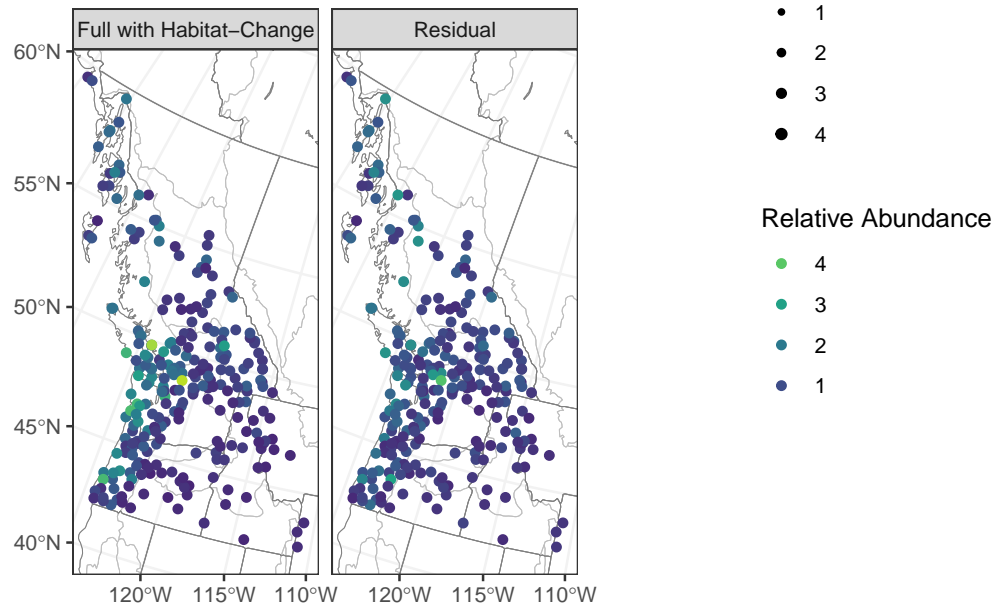 Full with Habitat−Change
Residual
60°N
55°N
50°N
45°N
40°N
120°W
115°W
110°W
120°W
115°W
110°W
1
2
3
4
Relative Abundance
4
3
2
1